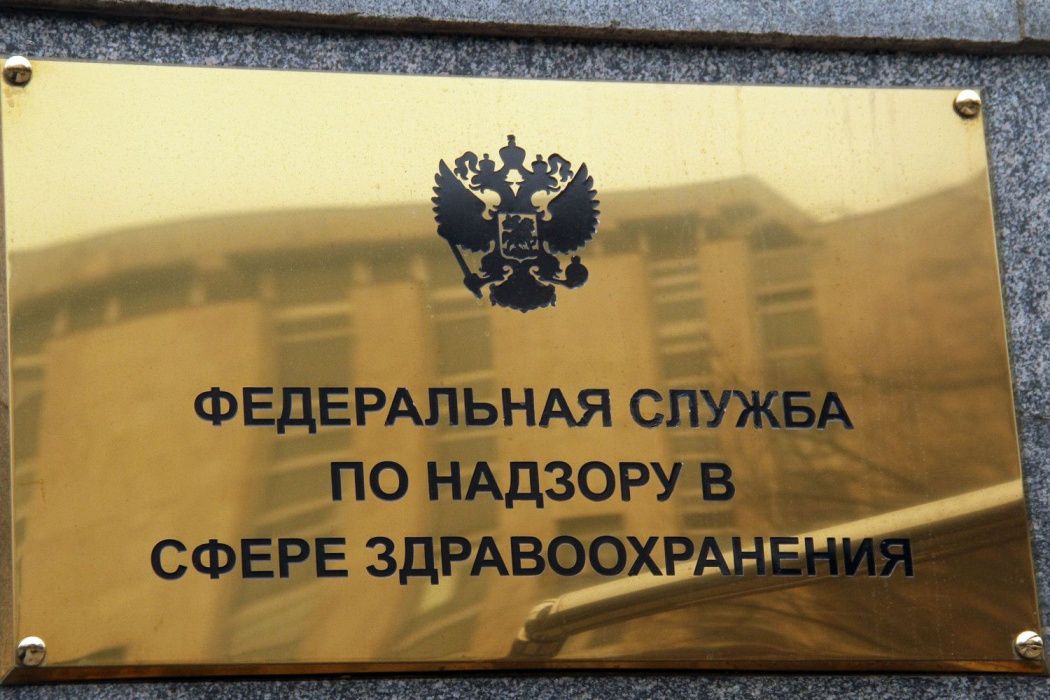 ФЕДЕРАЛЬНАЯ СЛУЖБА
ПО НАДЗОРУ В
СФЕРЕ ЗДРАВООХРАНЕНИЯ